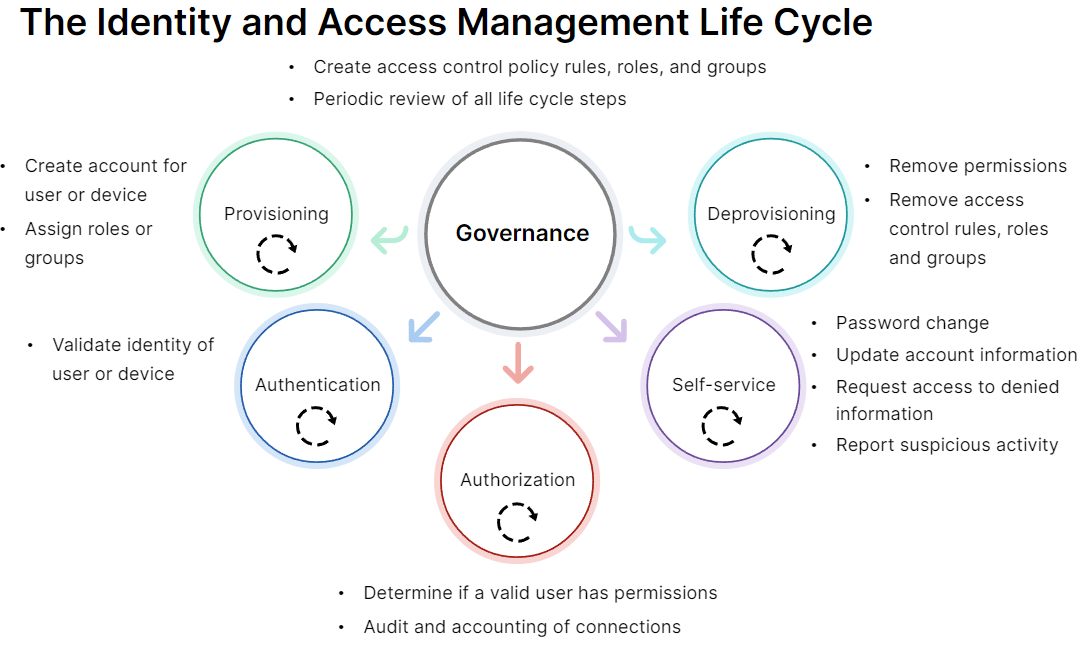 The Identity and Access Management Life Cycle
• Create access control policy rules, roles, and groups
• Periodic review of all life cycle steps
• Create account for
user or device
• Assign roles or
groups
Provisioning
Governance
Deprovisioning
• Remove permissions
• Remove access
control rules, roles
and groups
• Validate identity of
user or device
Authentication
Self-service
• Password change
• Update account information
• Request access to denied
information
• Report suspicious activity
Authorization
• Determine if a valid user has permissions
• Audit and accounting of connections